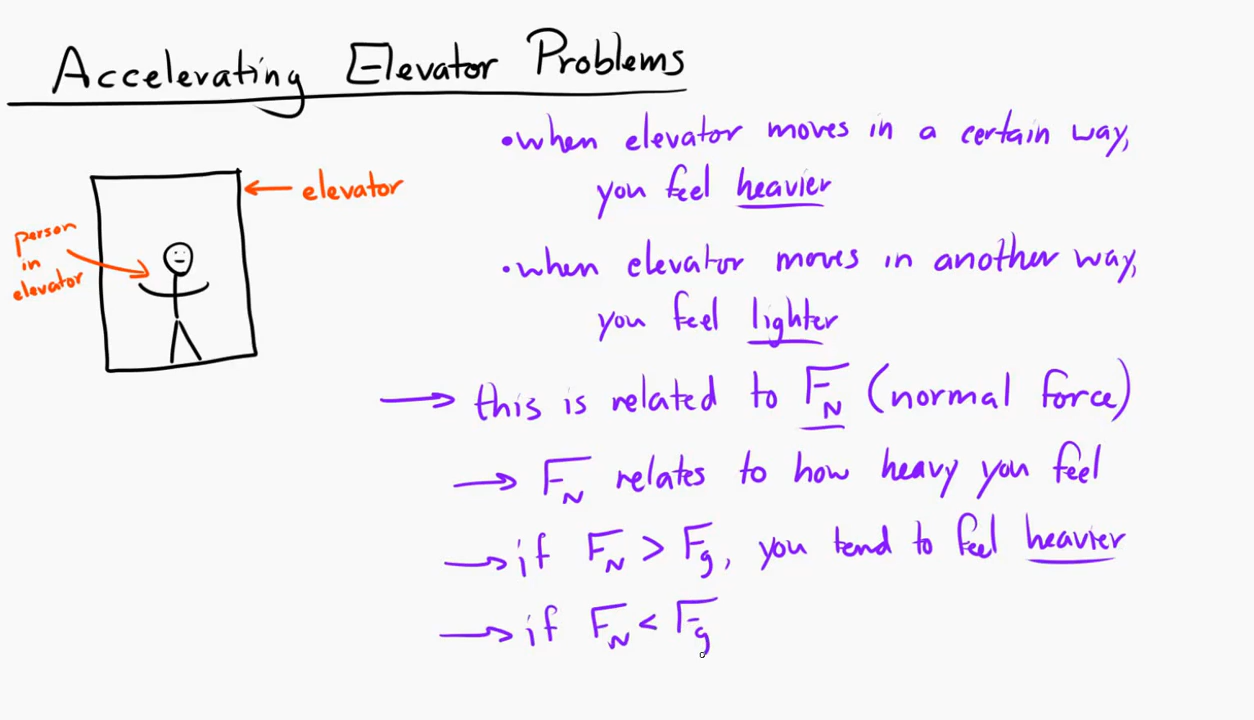 Accelerating Elevator Problems
•when elevator moves in a certain way,
you feel heavier
← elevator
person
in
elevator
•when elevator moves in another way,
you feel lighter
→ this is related to FN (normal force)
→ FN relates to how heavy you feel
→ if FN > Fg, you tend to feel heavier
→ if FN < Fg